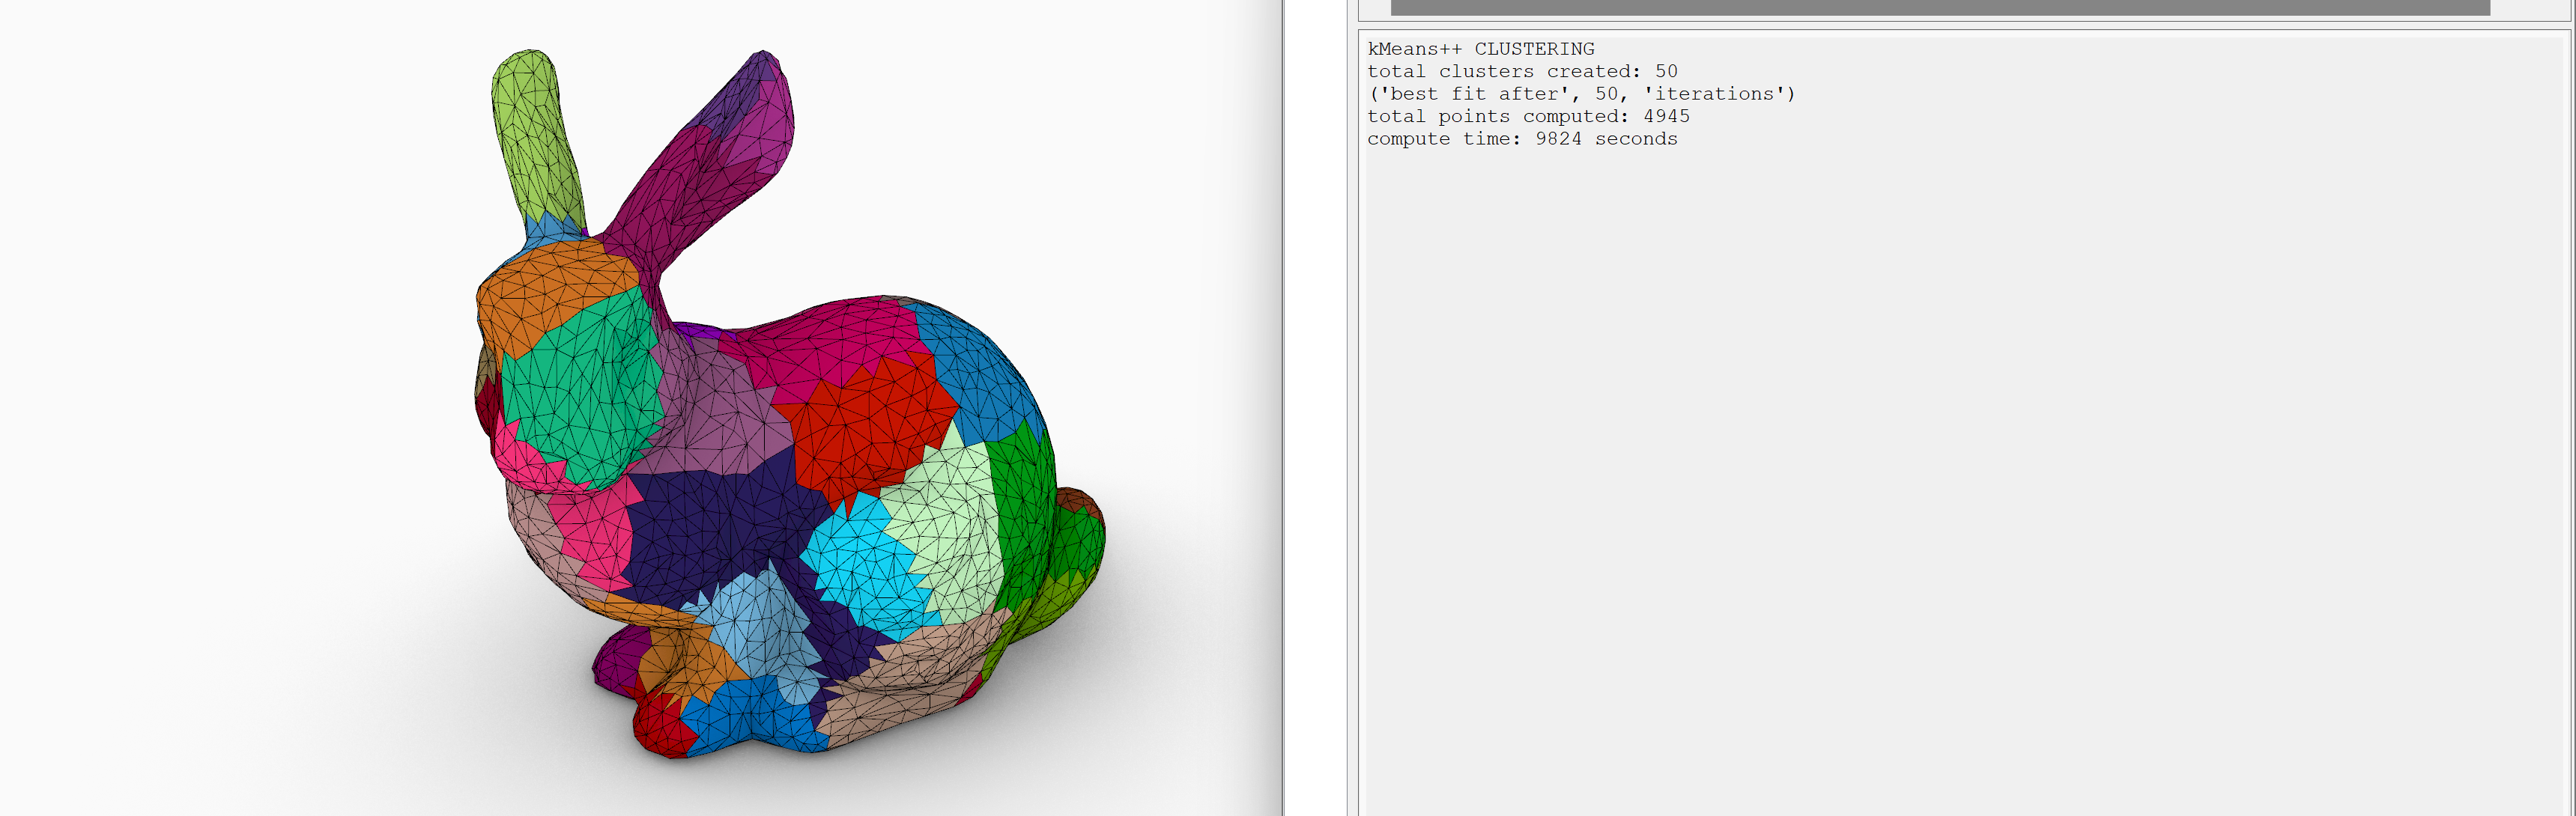 kMeans++ CLUSTERING
total clusters created: 50
('best fit after', 50, 'iterations')
total points computed: 4945
compute time: 9824 seconds